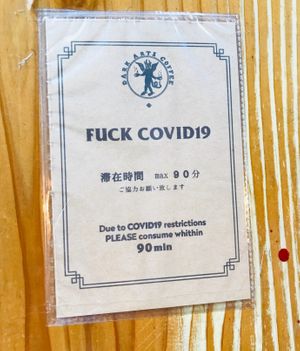 DARK ARTS COFFEE
FUCK COVID19
滞在時間 max 90分
ご協力お願い致します
Due to COVID19 restrictions
PLEASE consume whithin
90min